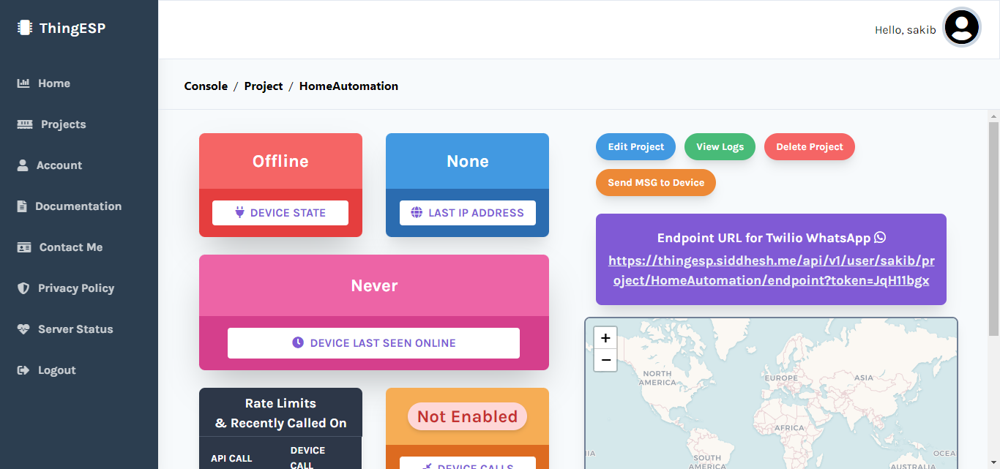 ThingESP
Home
Projects
Account
Documentation
Contact Me
Privacy Policy
Server Status
Logout
Hello, sakib
Console / Project / HomeAutomation
Offline
DEVICE STATE
None
LAST IP ADDRESS
Never
DEVICE LAST SEEN ONLINE
Rate Limits
& Recently Called On
API CALL
DEVICE
CALL
Not Enabled
DEVICE CALLS
Edit Project
View Logs
Delete Project
Send MSG to Device
Endpoint URL for Twilio WhatsApp
https://thingesp.siddhesh.me/api/v1/user/sakib/pr
oject/HomeAutomation/endpoint?token=JqH11bgx
+
−
NORTH
AMERICA
EUROPE
ASIA
AFRICA
SOUTH
AMERICA
IA
OCEA
AUSTRALIA